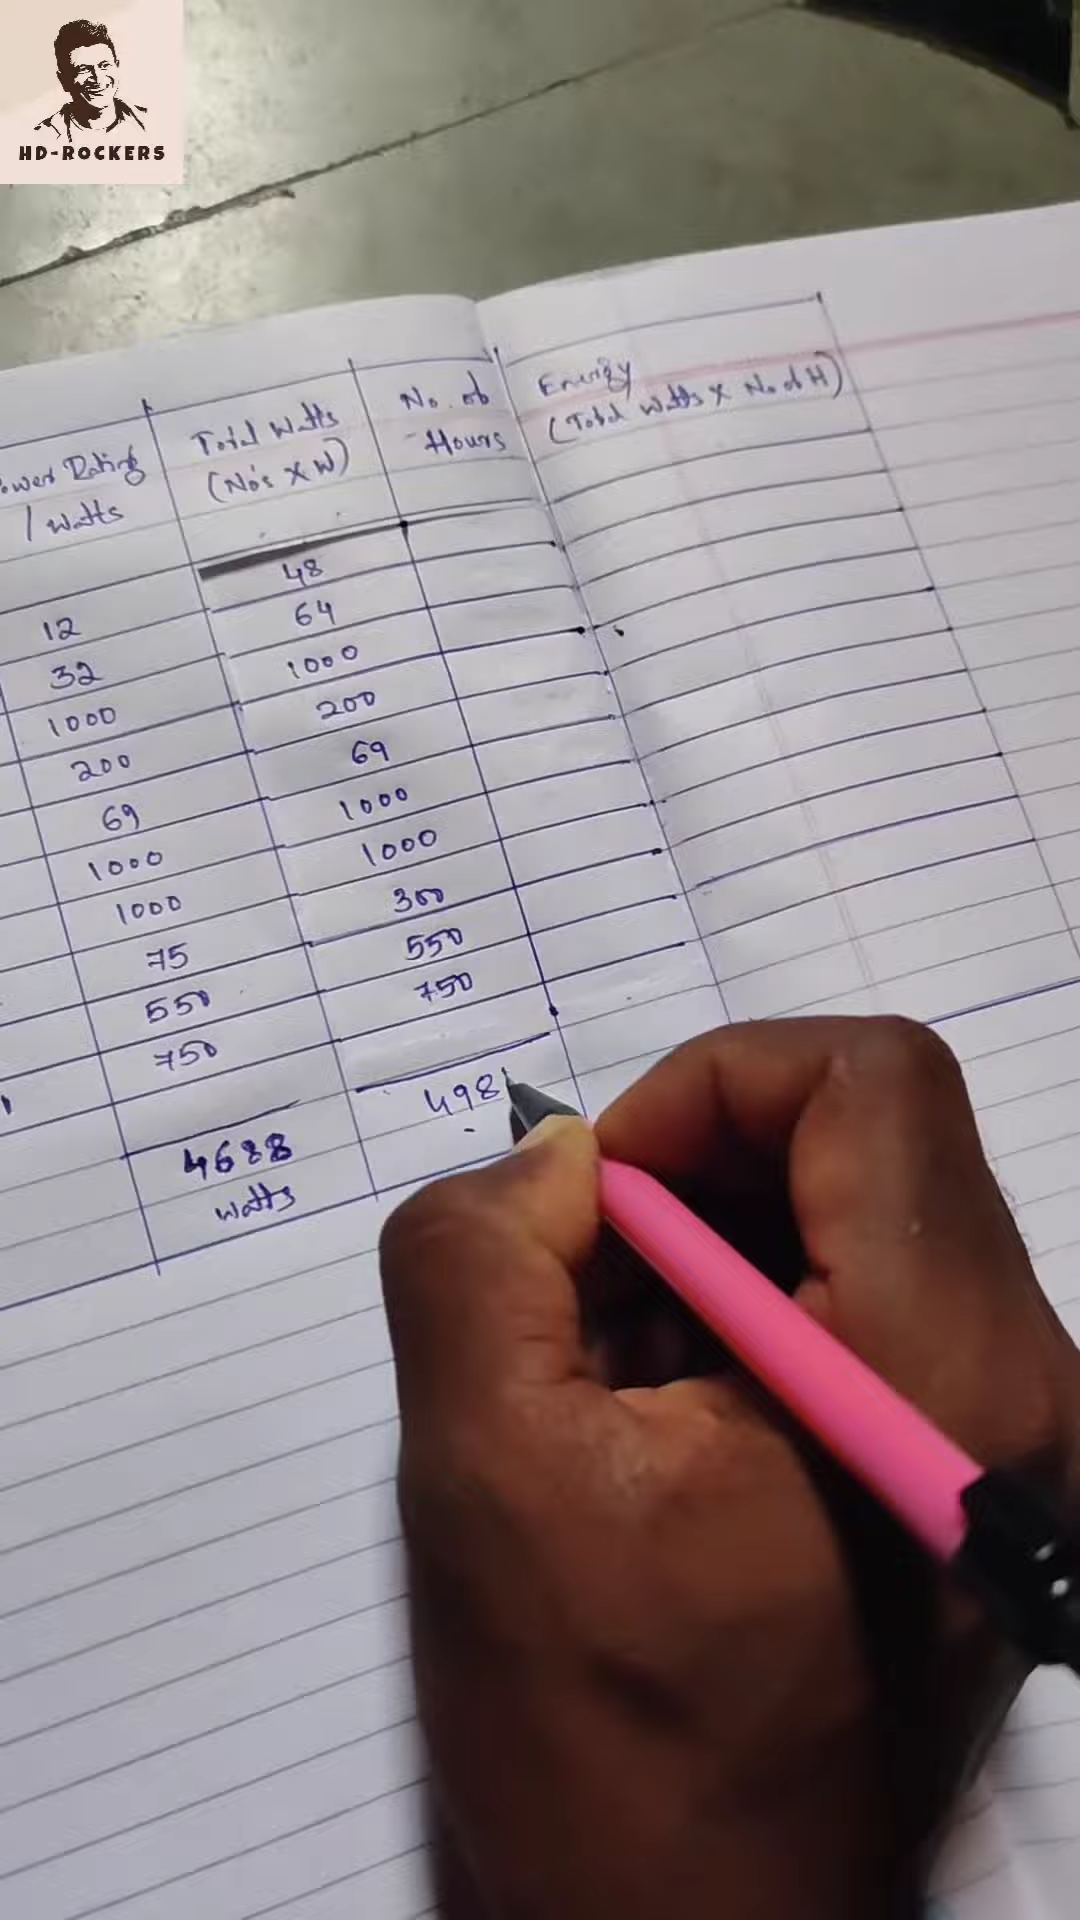 HD-ROCKERS
Power Rating
/ Watts
Total Watts
(No's X W)
No. of
Hours
Energy
(Total Watts X No of H)
48
12 64
32 1000
1000 200
200 69
69 1000
1000 1000
1000 300
75 550
550 750
750
498
4688
Watts